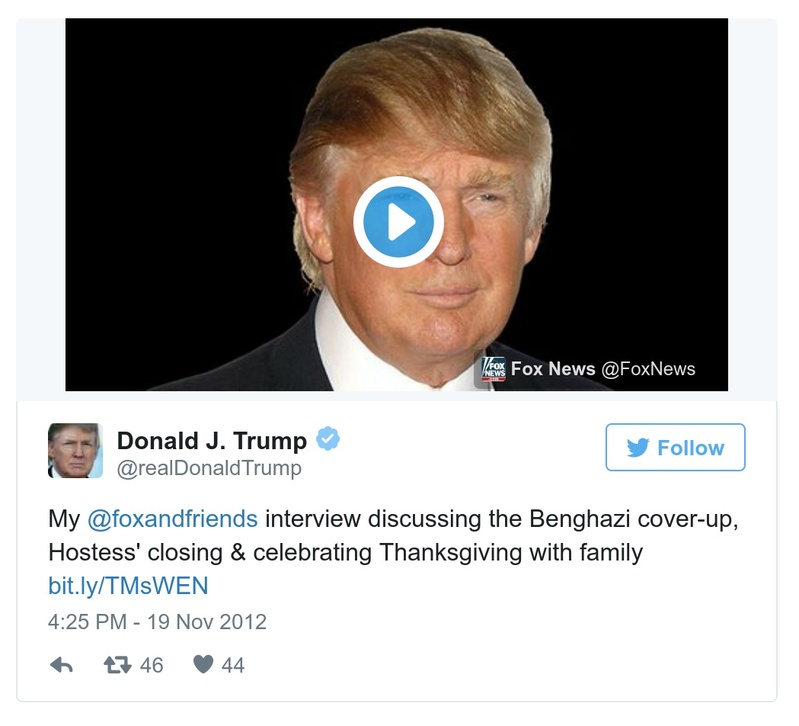 FOX
NEWS
Fox News @FoxNews
Donald J. Trump
@realDonaldTrump
Follow
My @foxandfriends interview discussing the Benghazi cover-up,
Hostess' closing & celebrating Thanksgiving with family
bit.ly/TMsWEN
4:25 PM - 19 Nov 2012
46 44